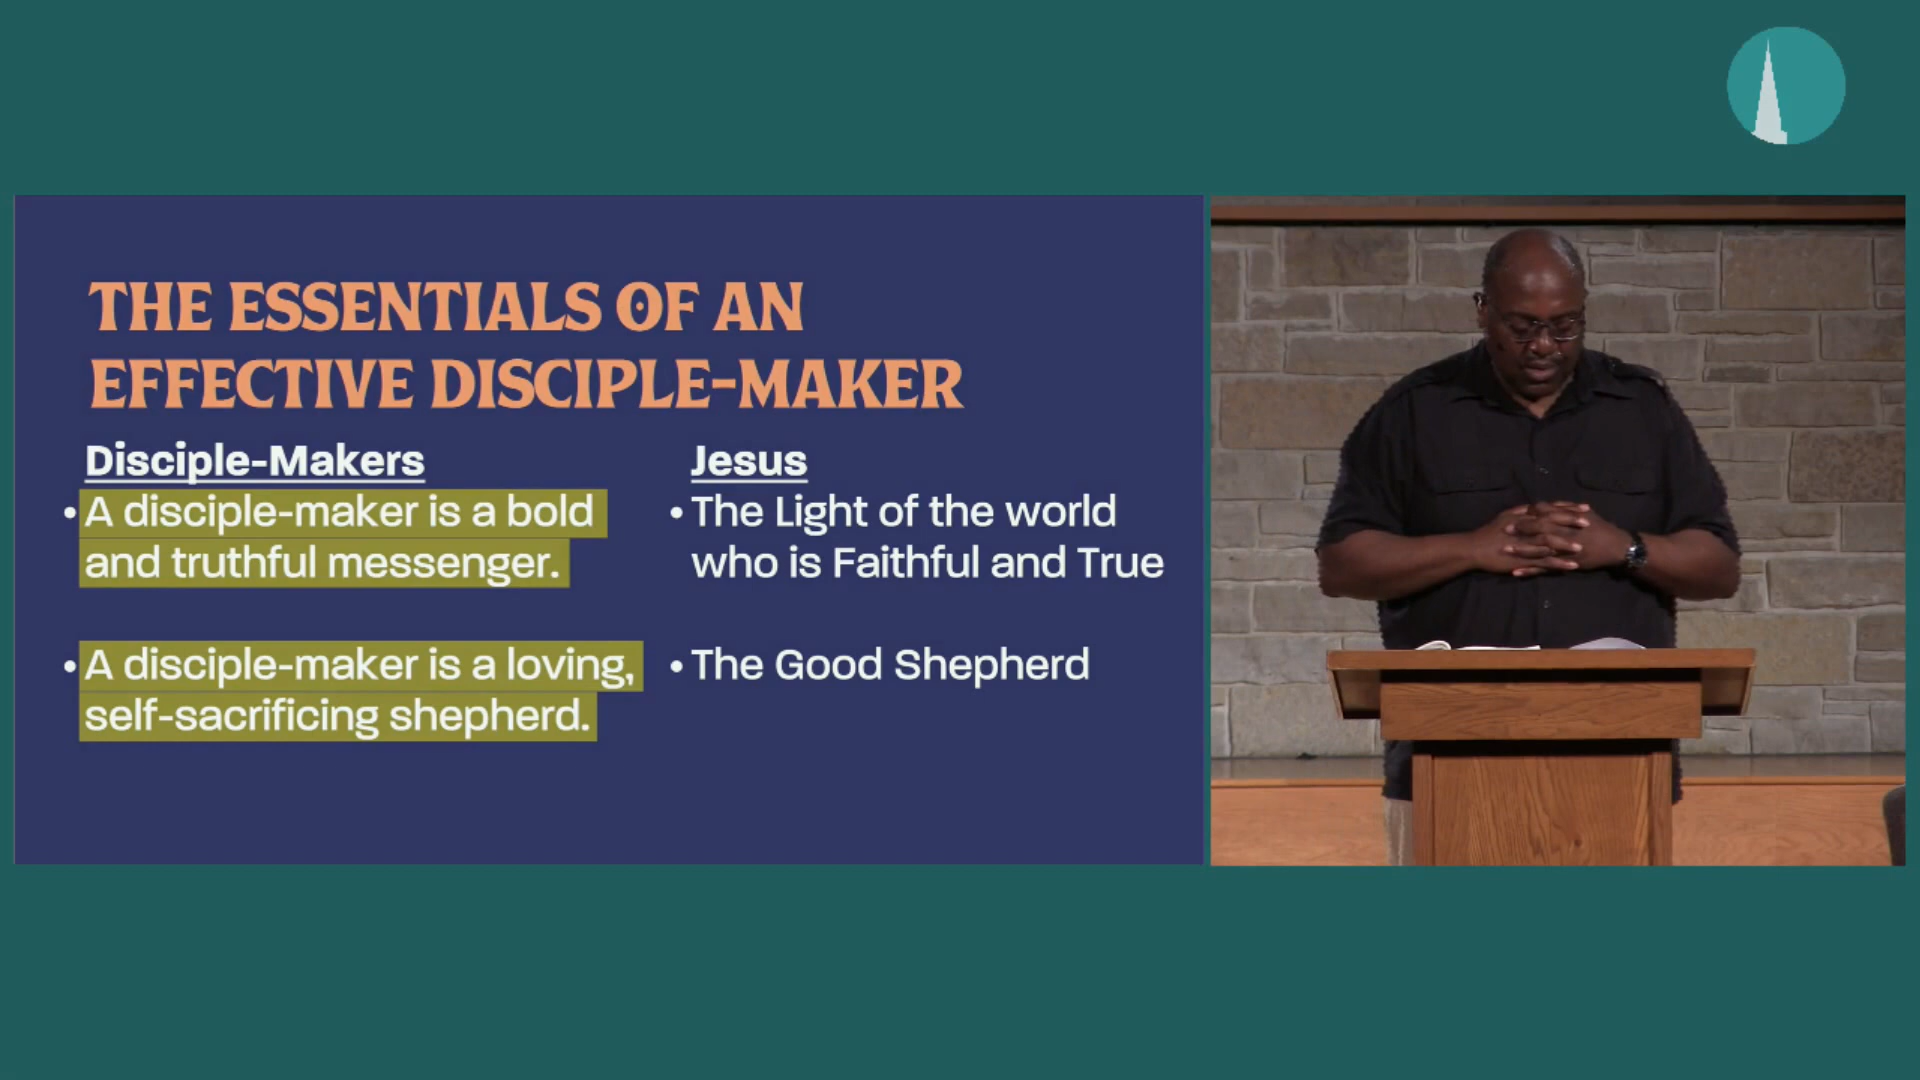 THE ESSENTIALS OF AN
EFFECTIVE DISCIPLE-MAKER
Disciple-Makers
• A disciple-maker is a bold
and truthful messenger.
• A disciple-maker is a loving,
self-sacrificing shepherd.
Jesus
• The Light of the world
who is Faithful and True
• The Good Shepherd